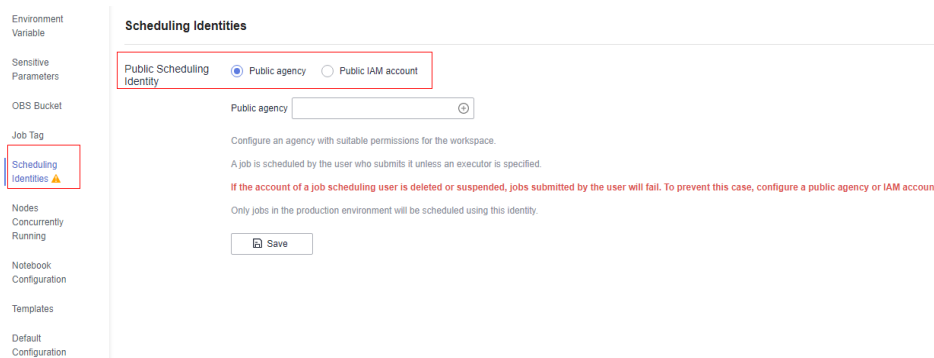 Environment
Variable
Sensitive
Parameters
OBS Bucket
Job Tag
Scheduling
Identities
Nodes
Concurrently
Running
Notebook
Configuration
Templates
Default
Configuration
Scheduling Identities
Public Scheduling
Identity
Public agency
Public IAM account
Public agency
Configure an agency with suitable permissions for the workspace.
A job is scheduled by the user who submits it unless an executor is specified.
If the account of a job scheduling user is deleted or suspended, jobs submitted by the user will fail. To prevent this case, configure a public agency or IAM accoun
Only jobs in the production environment will be scheduled using this identity.
Save